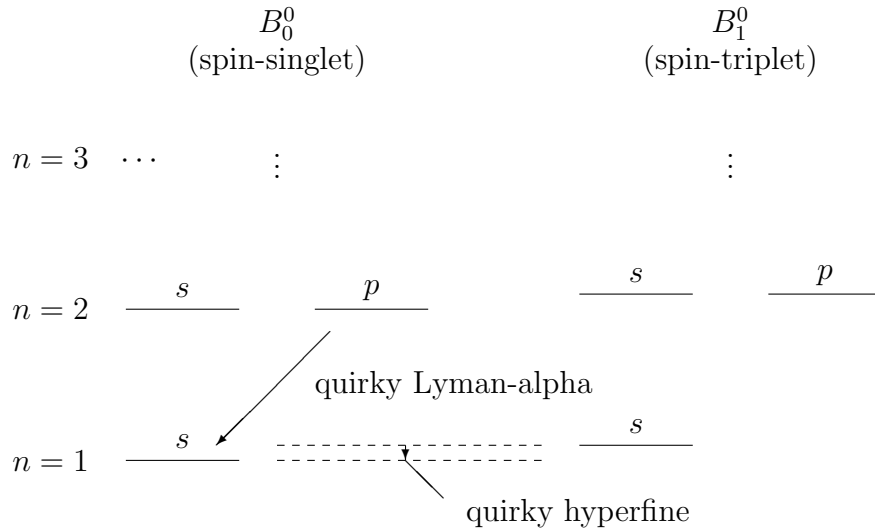 B_0^0 B_1^0
(spin-singlet) (spin-triplet)
n = 3 ··· ⋮ ⋮
s p s p
n = 2
quirky Lyman-alpha
s s
n = 1
quirky hyperfine